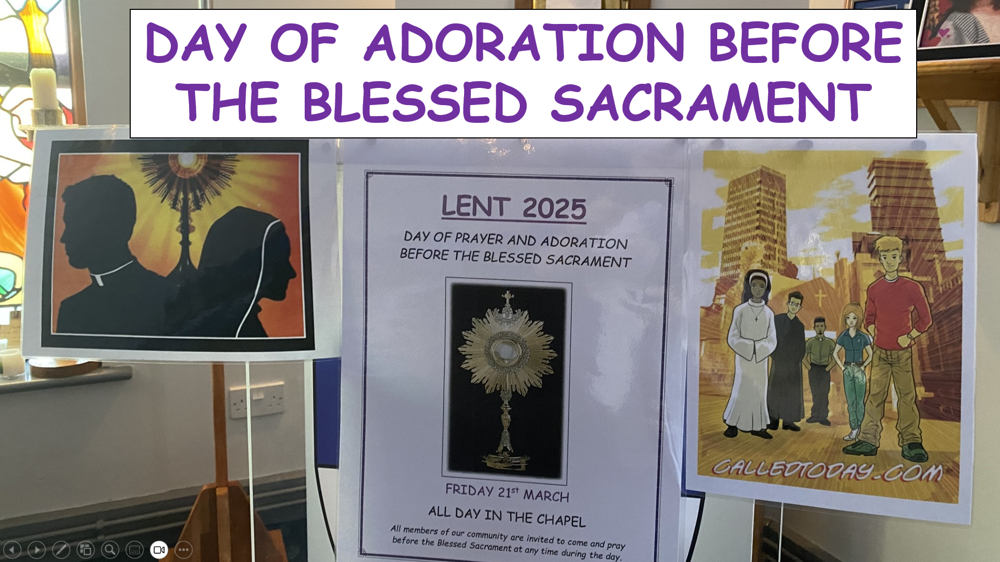 DAY OF ADORATION BEFORE
THE BLESSED SACRAMENT
LENT 2025
DAY OF PRAYER AND ADORATION
BEFORE THE BLESSED SACRAMENT
FRIDAY 21st MARCH
ALL DAY IN THE CHAPEL
All members of our community are invited to come and pray
before the Blessed Sacrament at any time during the day.
CALLEDTODAY.COM